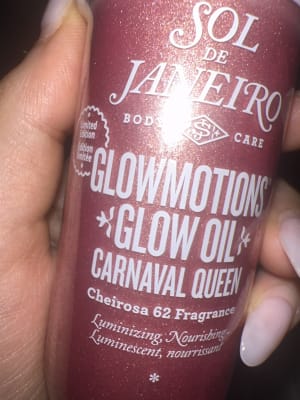 SOL
DE
JANEIRO
BODY CARE
Limited
Edition
Édition
Limitée
GLOWMOTIONS™
GLOW OIL
CARNAVAL QUEEN
Cheirosa 62 Fragrance
Luminizing, Nourishing
Luminescent, nourrissant
*